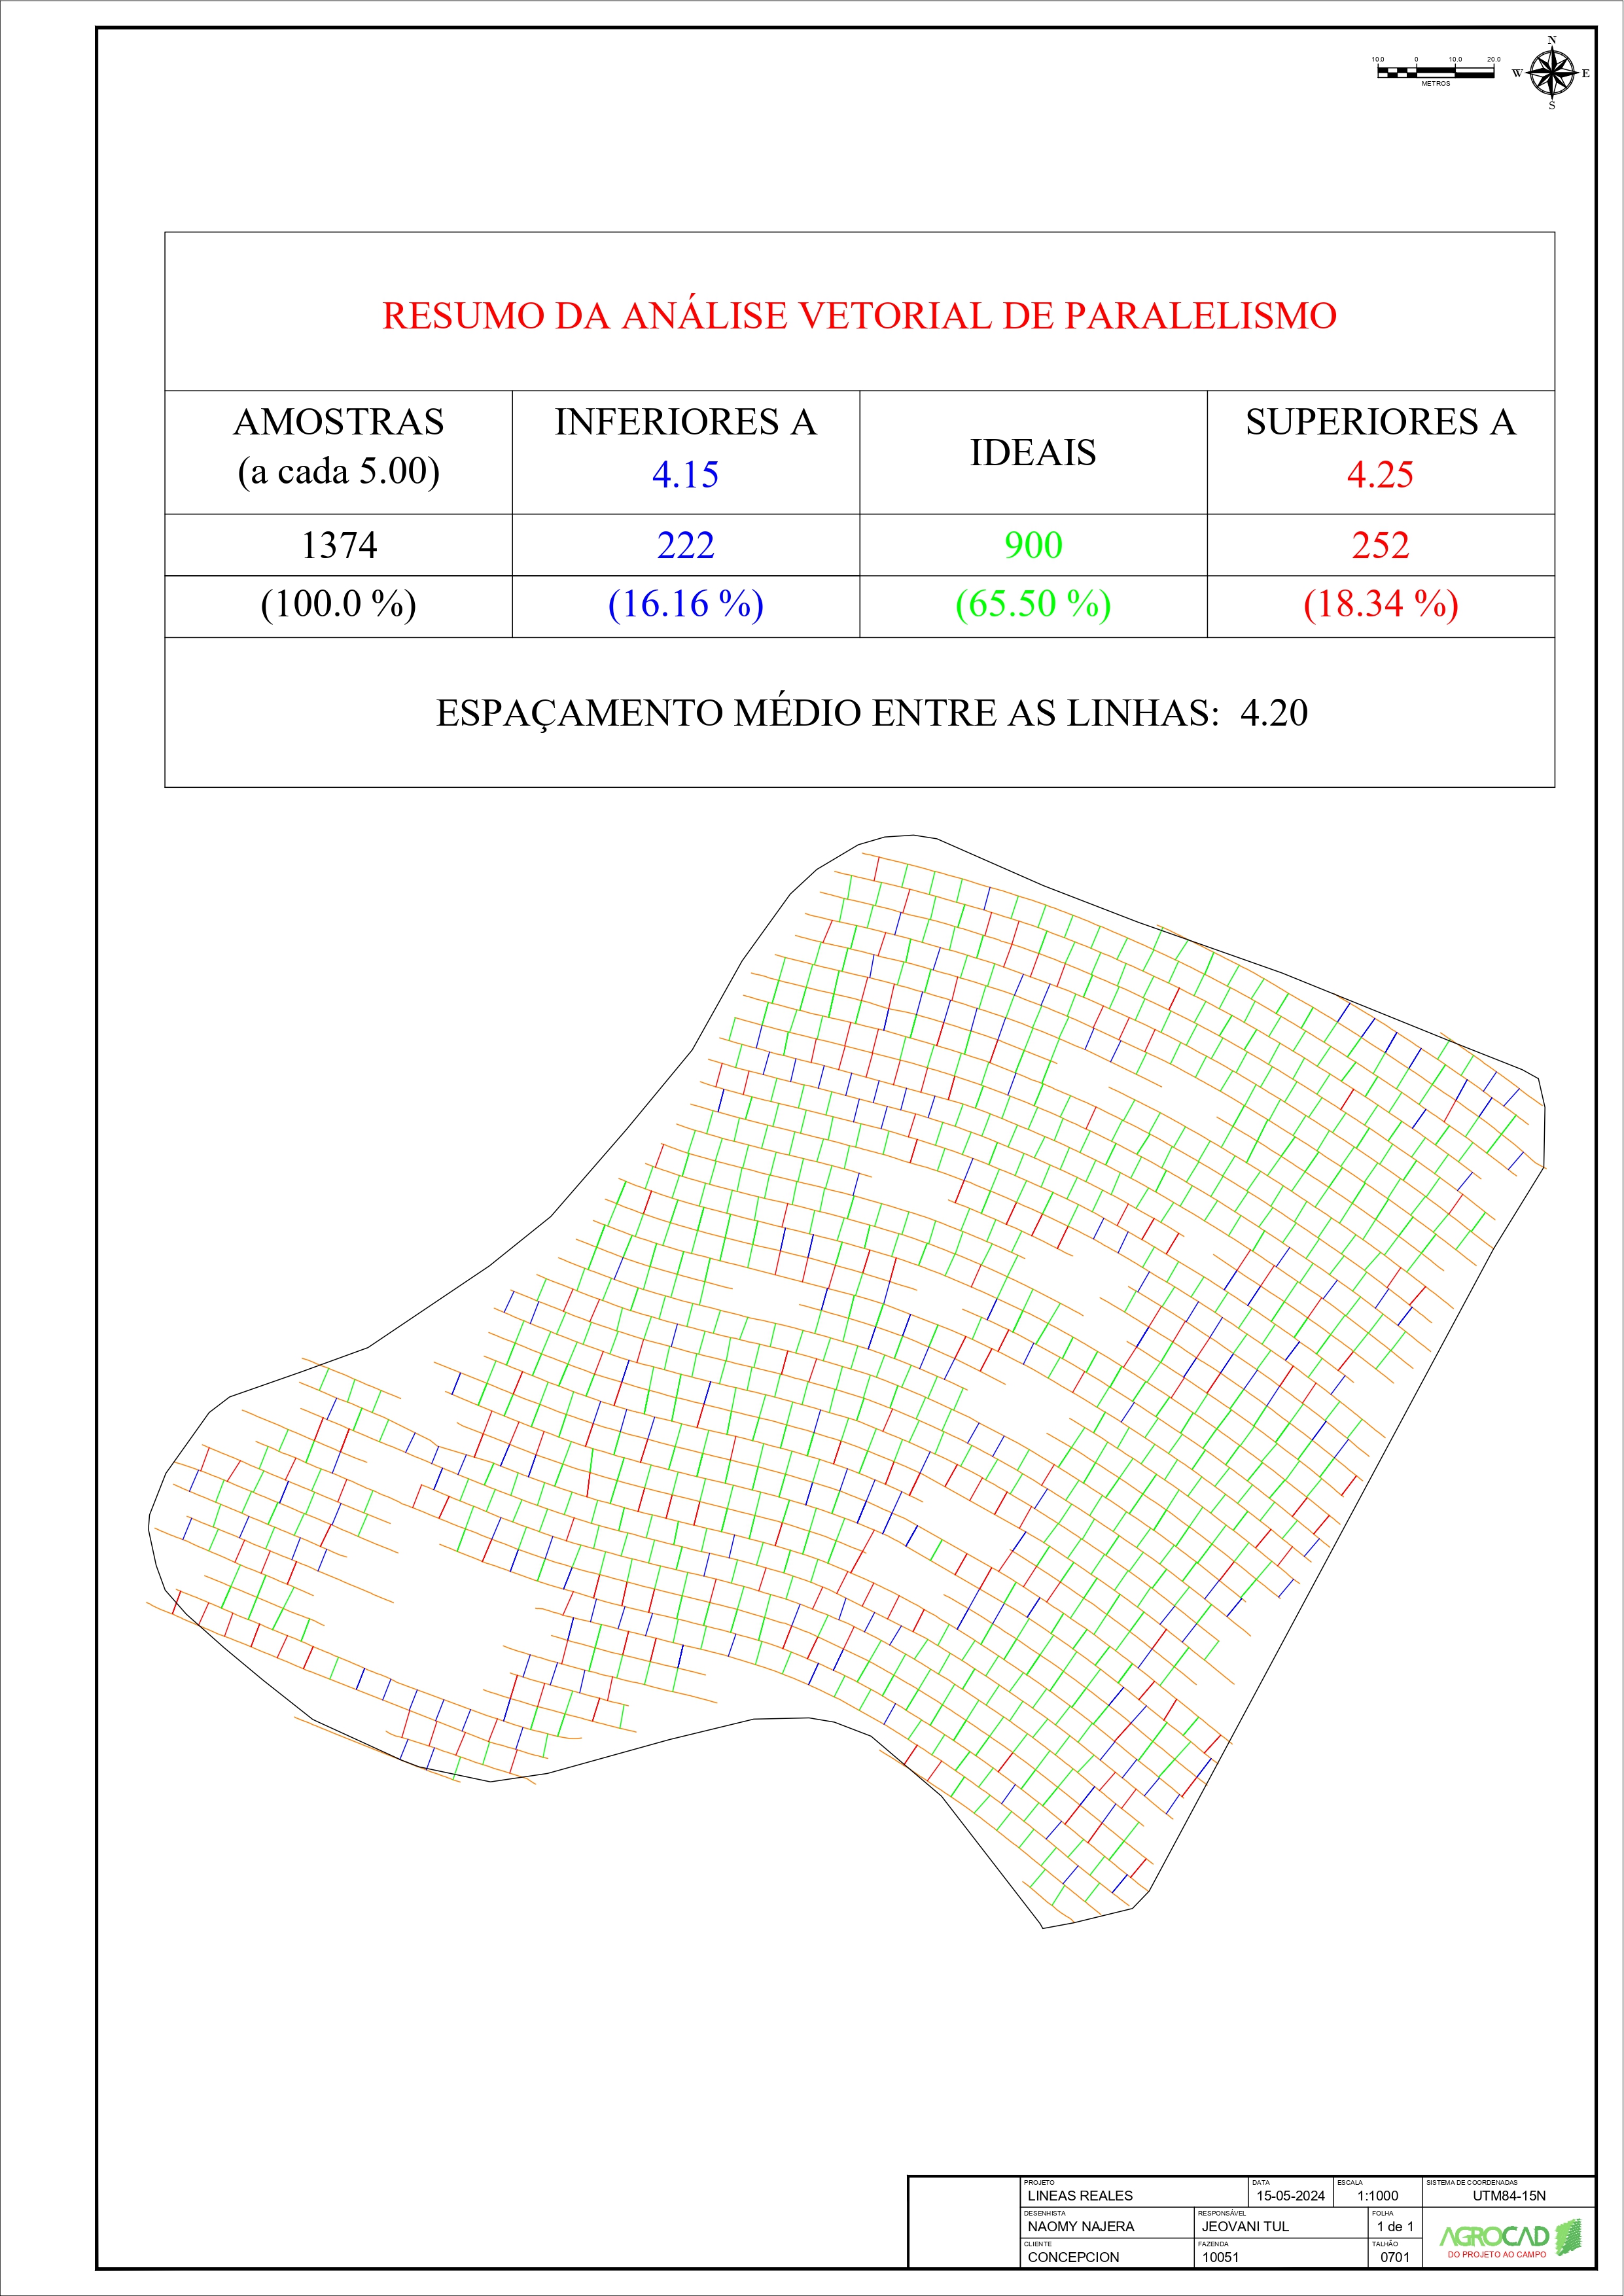 N
10.0 0 10.0 20.0
W E
METROS
S
RESUMO DA ANÁLISE VETORIAL DE PARALELISMO
AMOSTRAS
(a cada 5.00)
INFERIORES A
4.15
IDEAIS
SUPERIORES A
4.25
1374 222 900 252
(100.0 %) (16.16 %) (65.50 %) (18.34 %)
ESPAÇAMENTO MÉDIO ENTRE AS LINHAS: 4.20
PROJETO DATA ESCALA SISTEMA DE COORDENADAS
LINEAS REALES 15-05-2024 1:1000 UTM84-15N
DESENHISTA RESPONSÁVEL FOLHA
NAOMY NAJERA JEOVANI TUL 1 de 1
CLIENTE FAZENDA TALHÃO
CONCEPCION 10051 0701
AGROCAD
DO PROJETO AO CAMPO